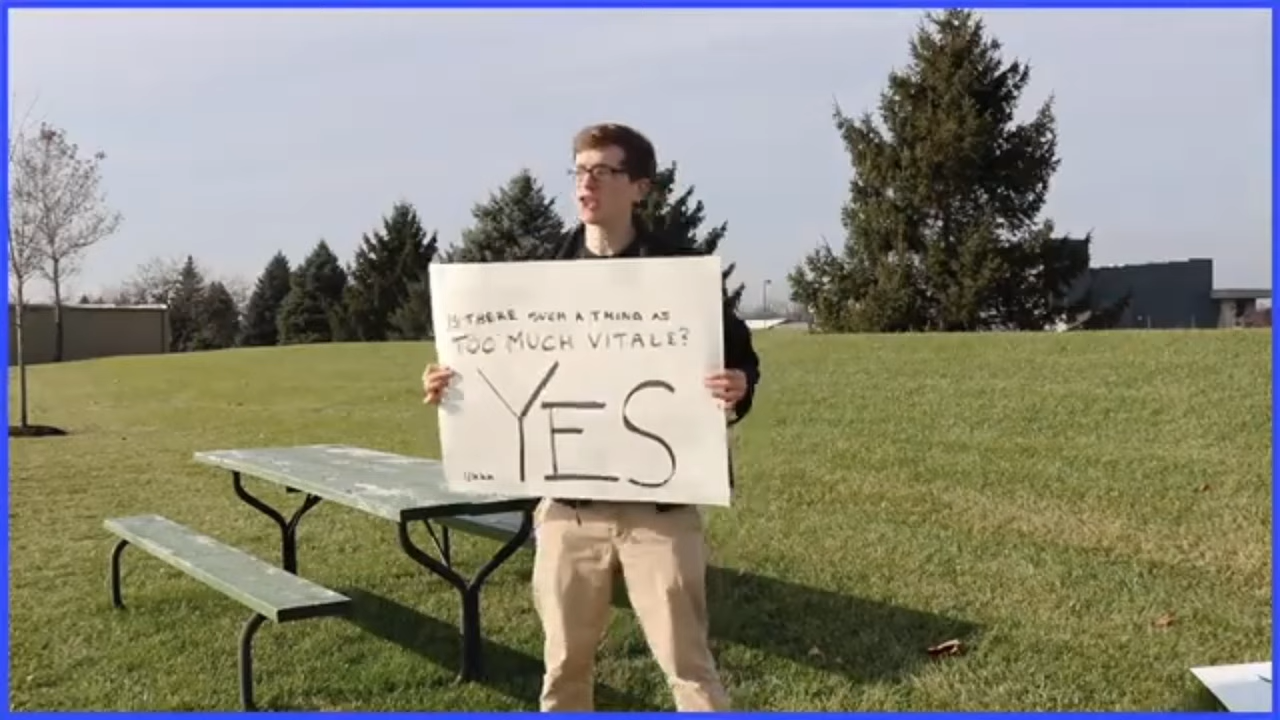 IS THERE SUCH A THING AS
TOO MUCH VITALE?
YES